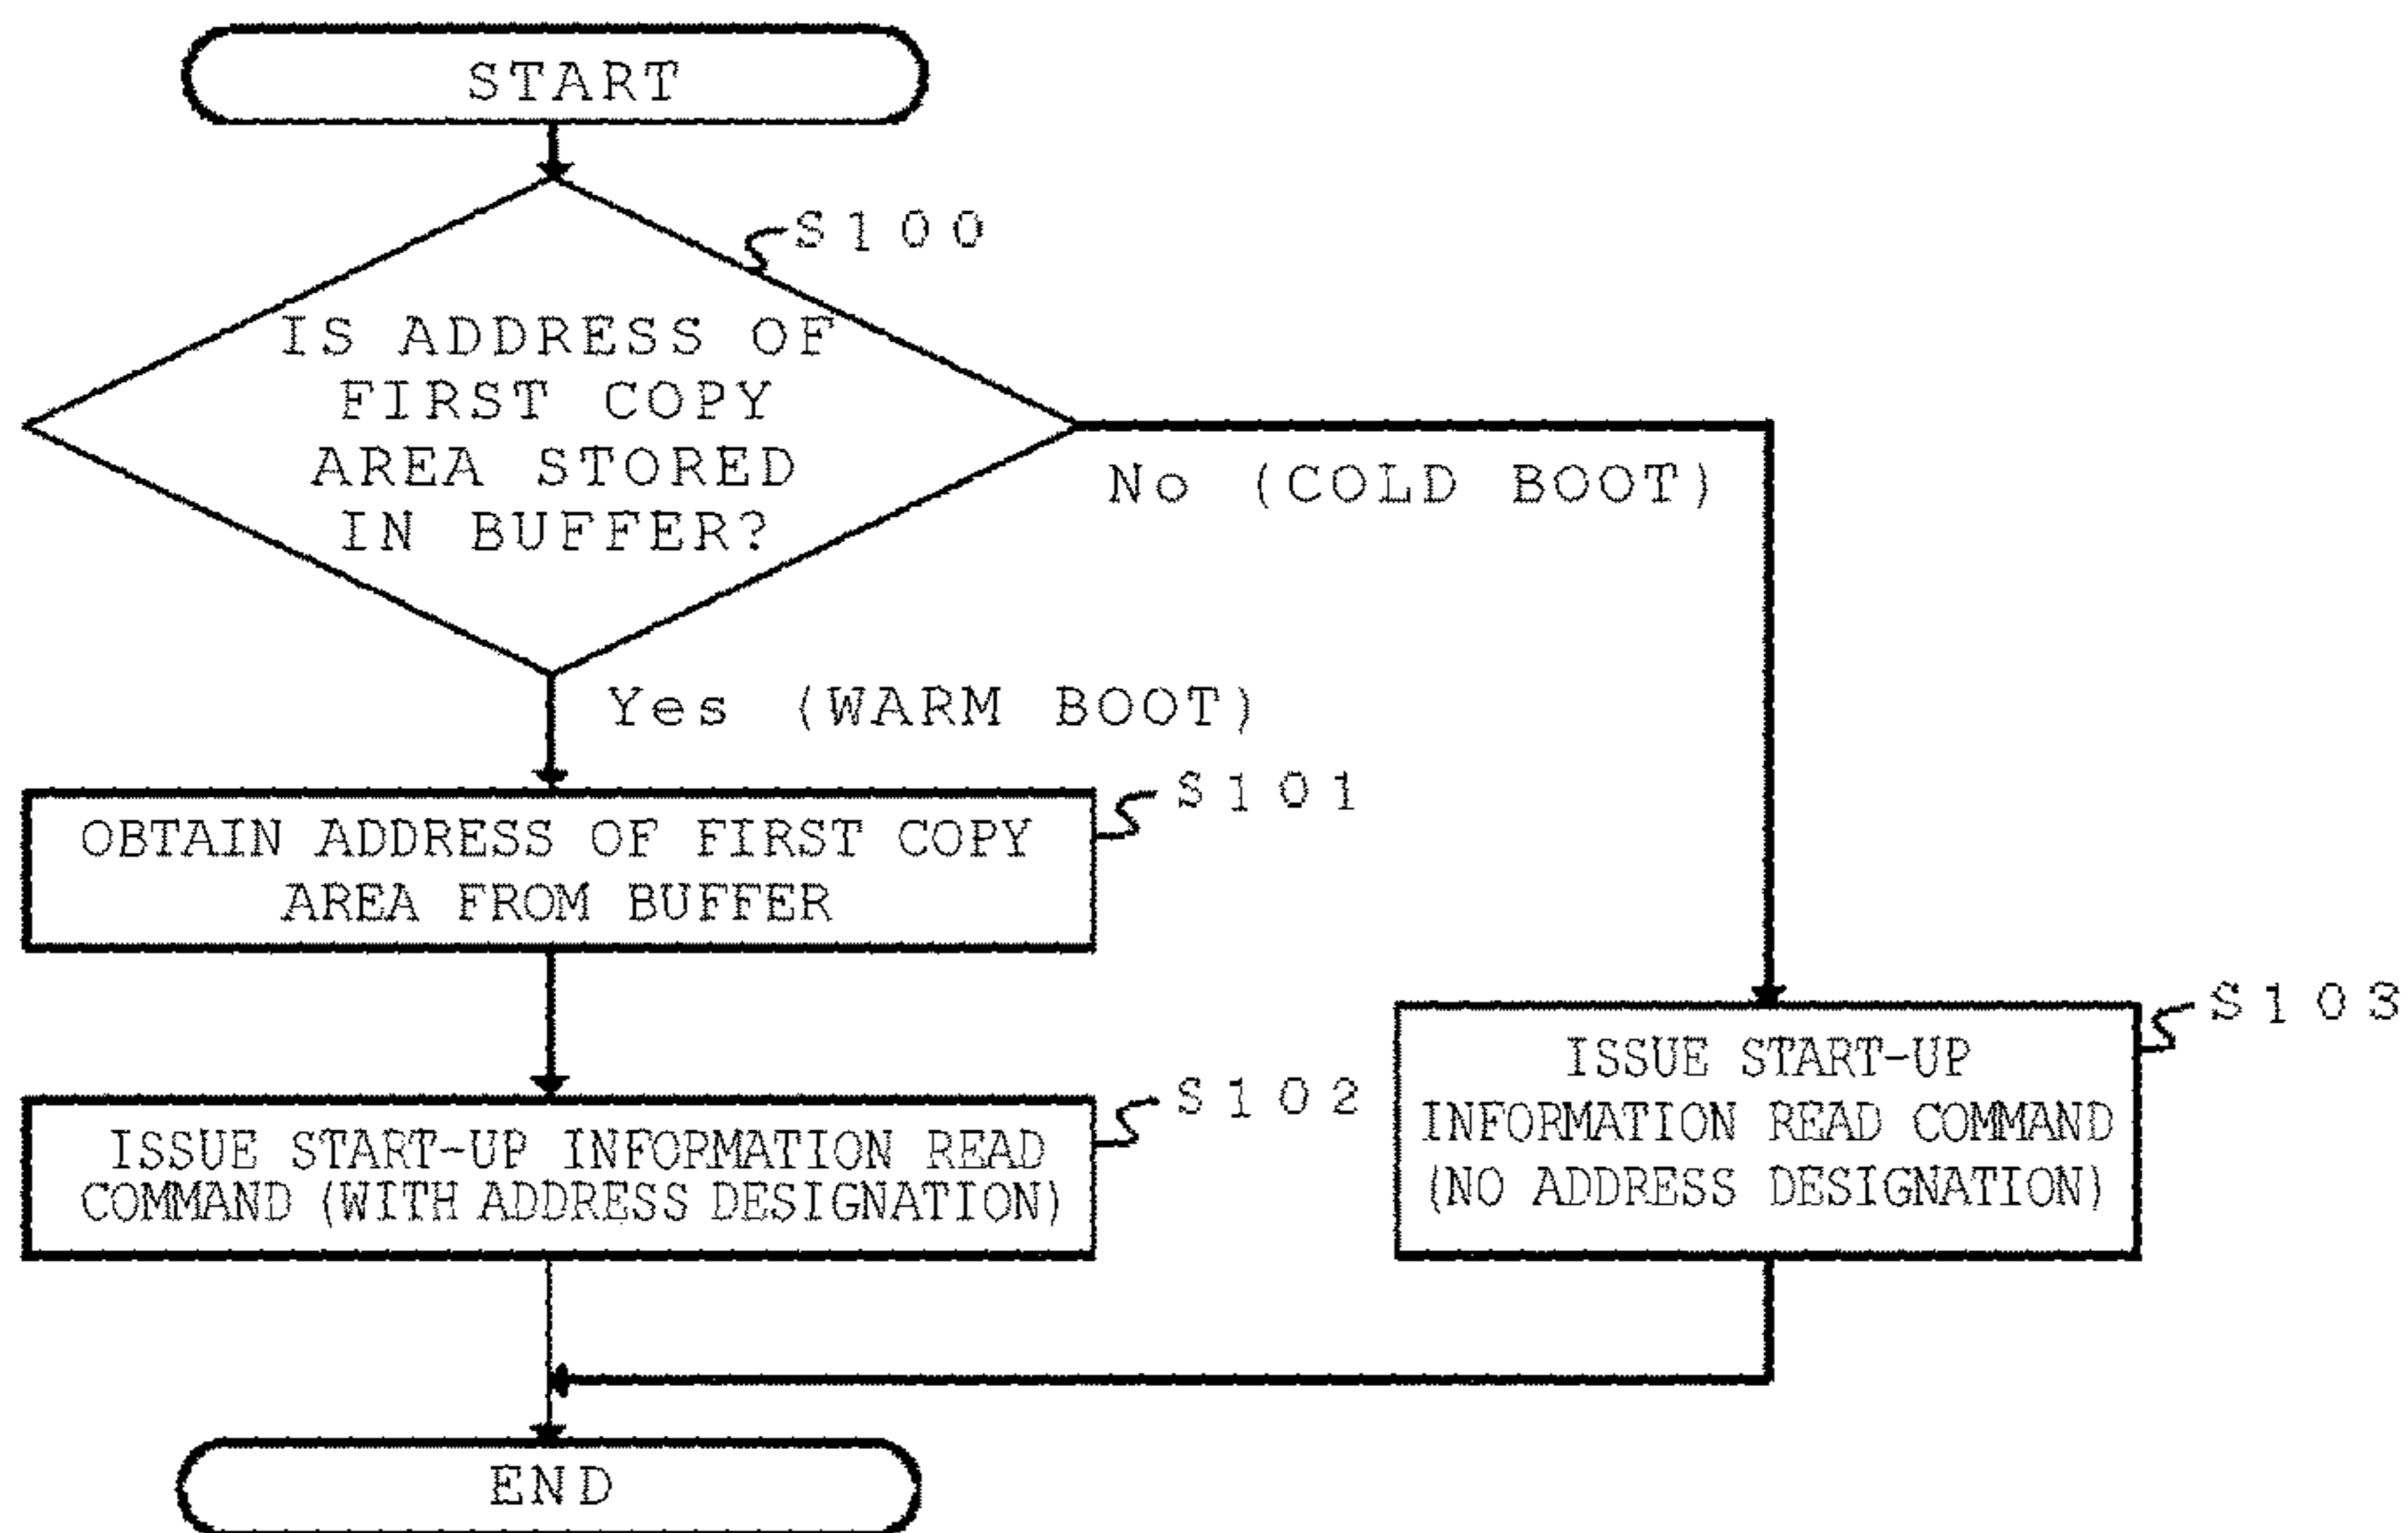 START
S100
IS ADDRESS OF
FIRST COPY
AREA STORED
IN BUFFER?
No (COLD BOOT)
Yes (WARM BOOT)
S101
OBTAIN ADDRESS OF FIRST COPY
AREA FROM BUFFER
S102
ISSUE START-UP INFORMATION READ
COMMAND (WITH ADDRESS DESIGNATION)
S103
ISSUE START-UP
INFORMATION READ COMMAND
(NO ADDRESS DESIGNATION)
END